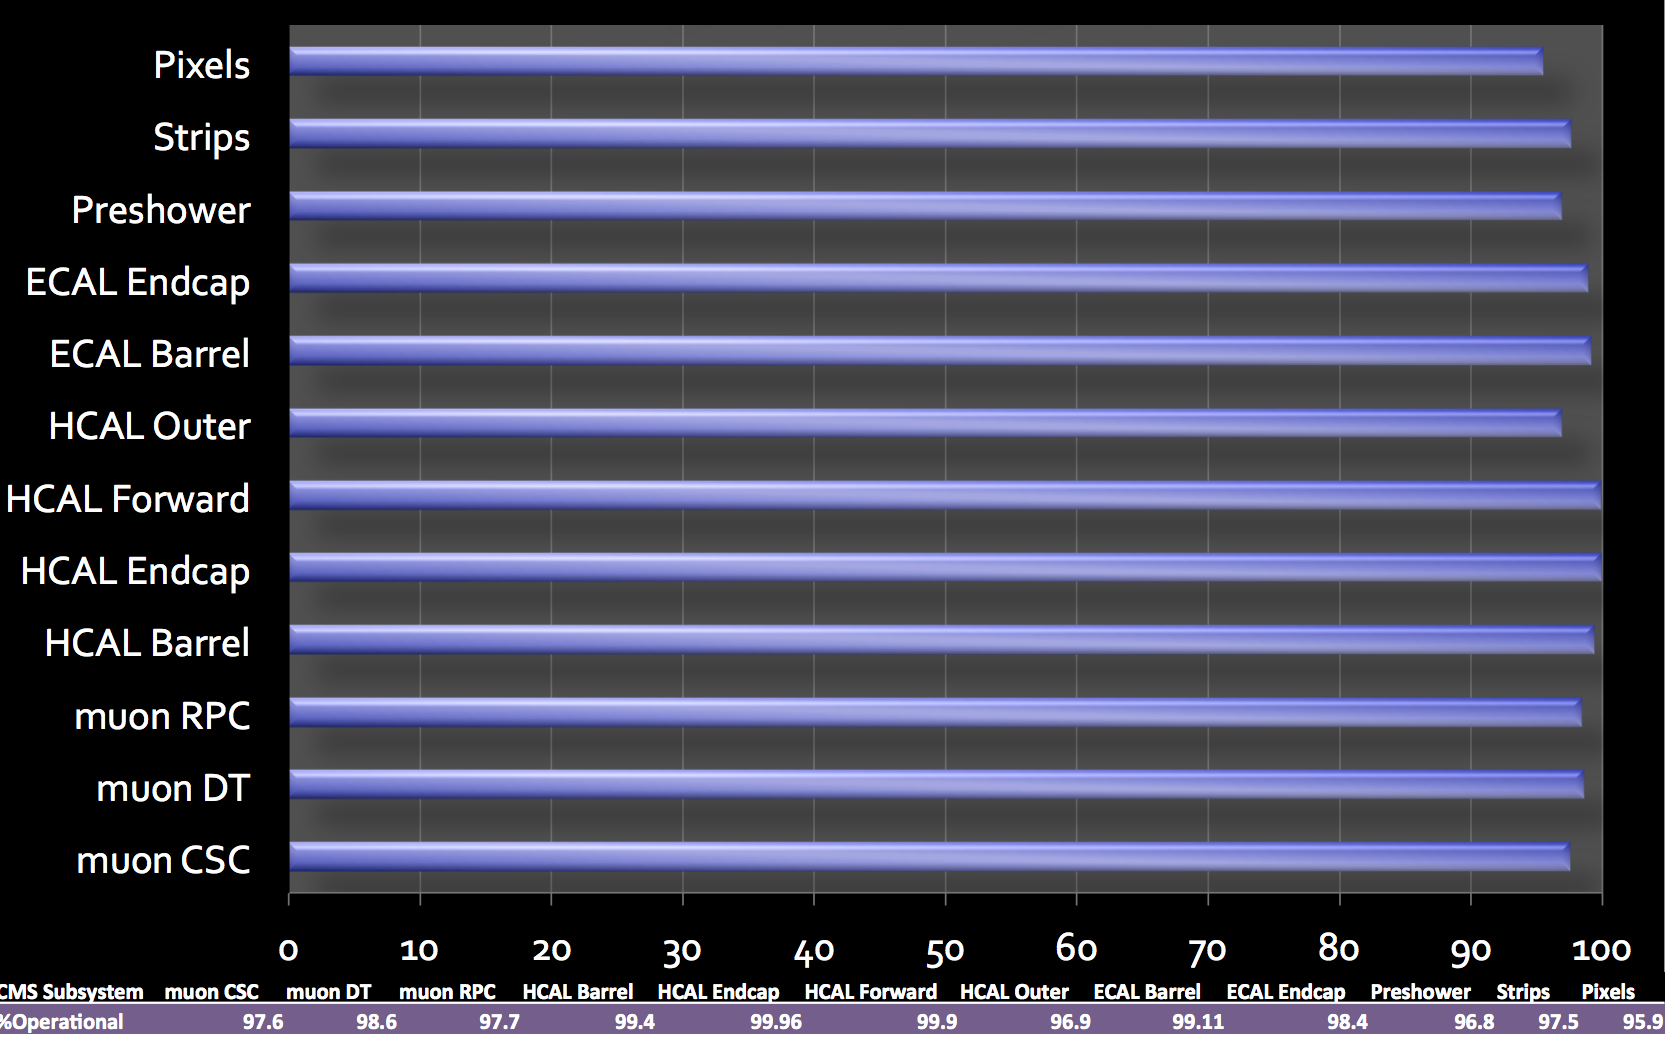 Pixels
Strips
Preshower
ECAL Endcap
ECAL Barrel
HCAL Outer
HCAL Forward
HCAL Endcap
HCAL Barrel
muon RPC
muon DT
muon CSC
0 10 20 30 40 50 60 70 80 90 100
CMS Subsystem muon CSC muon DT muon RPC HCAL Barrel HCAL Endcap HCAL Forward HCAL Outer ECAL Barrel ECAL Endcap Preshower Strips Pixels
%Operational 97.6 98.6 97.7 99.4 99.96 99.9 96.9 99.11 98.4 96.8 97.5 95.9